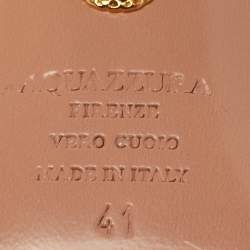 AQUAZZURA
FIRENZE
VERO CUOIO
MADE IN ITALY
41